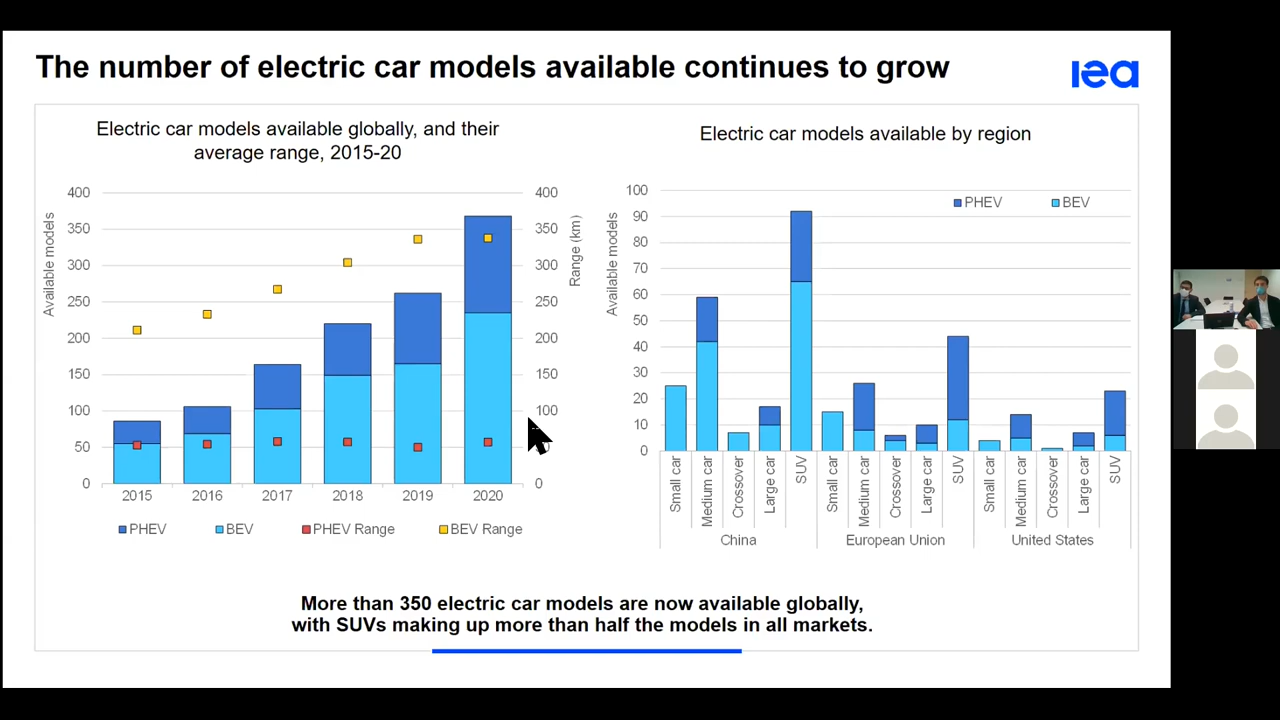 The number of electric car models available continues to grow
iea
Electric car models available globally, and their
average range, 2015-20
Available models
400
350
300
250
200
150
100
50
0
400
350
300
250
200
150
100
0
Range (km)
2015 2016 2017 2018 2019 2020
PHEV BEV PHEV Range BEV Range
Electric car models available by region
Available models
100
90
80
70
60
50
40
30
20
10
0
PHEV BEV
Small car Medium car Crossover Large car SUV Small car Medium car Crossover Large car SUV Small car Medium car Crossover Large car SUV
China European Union United States
More than 350 electric car models are now available globally,
with SUVs making up more than half the models in all markets.